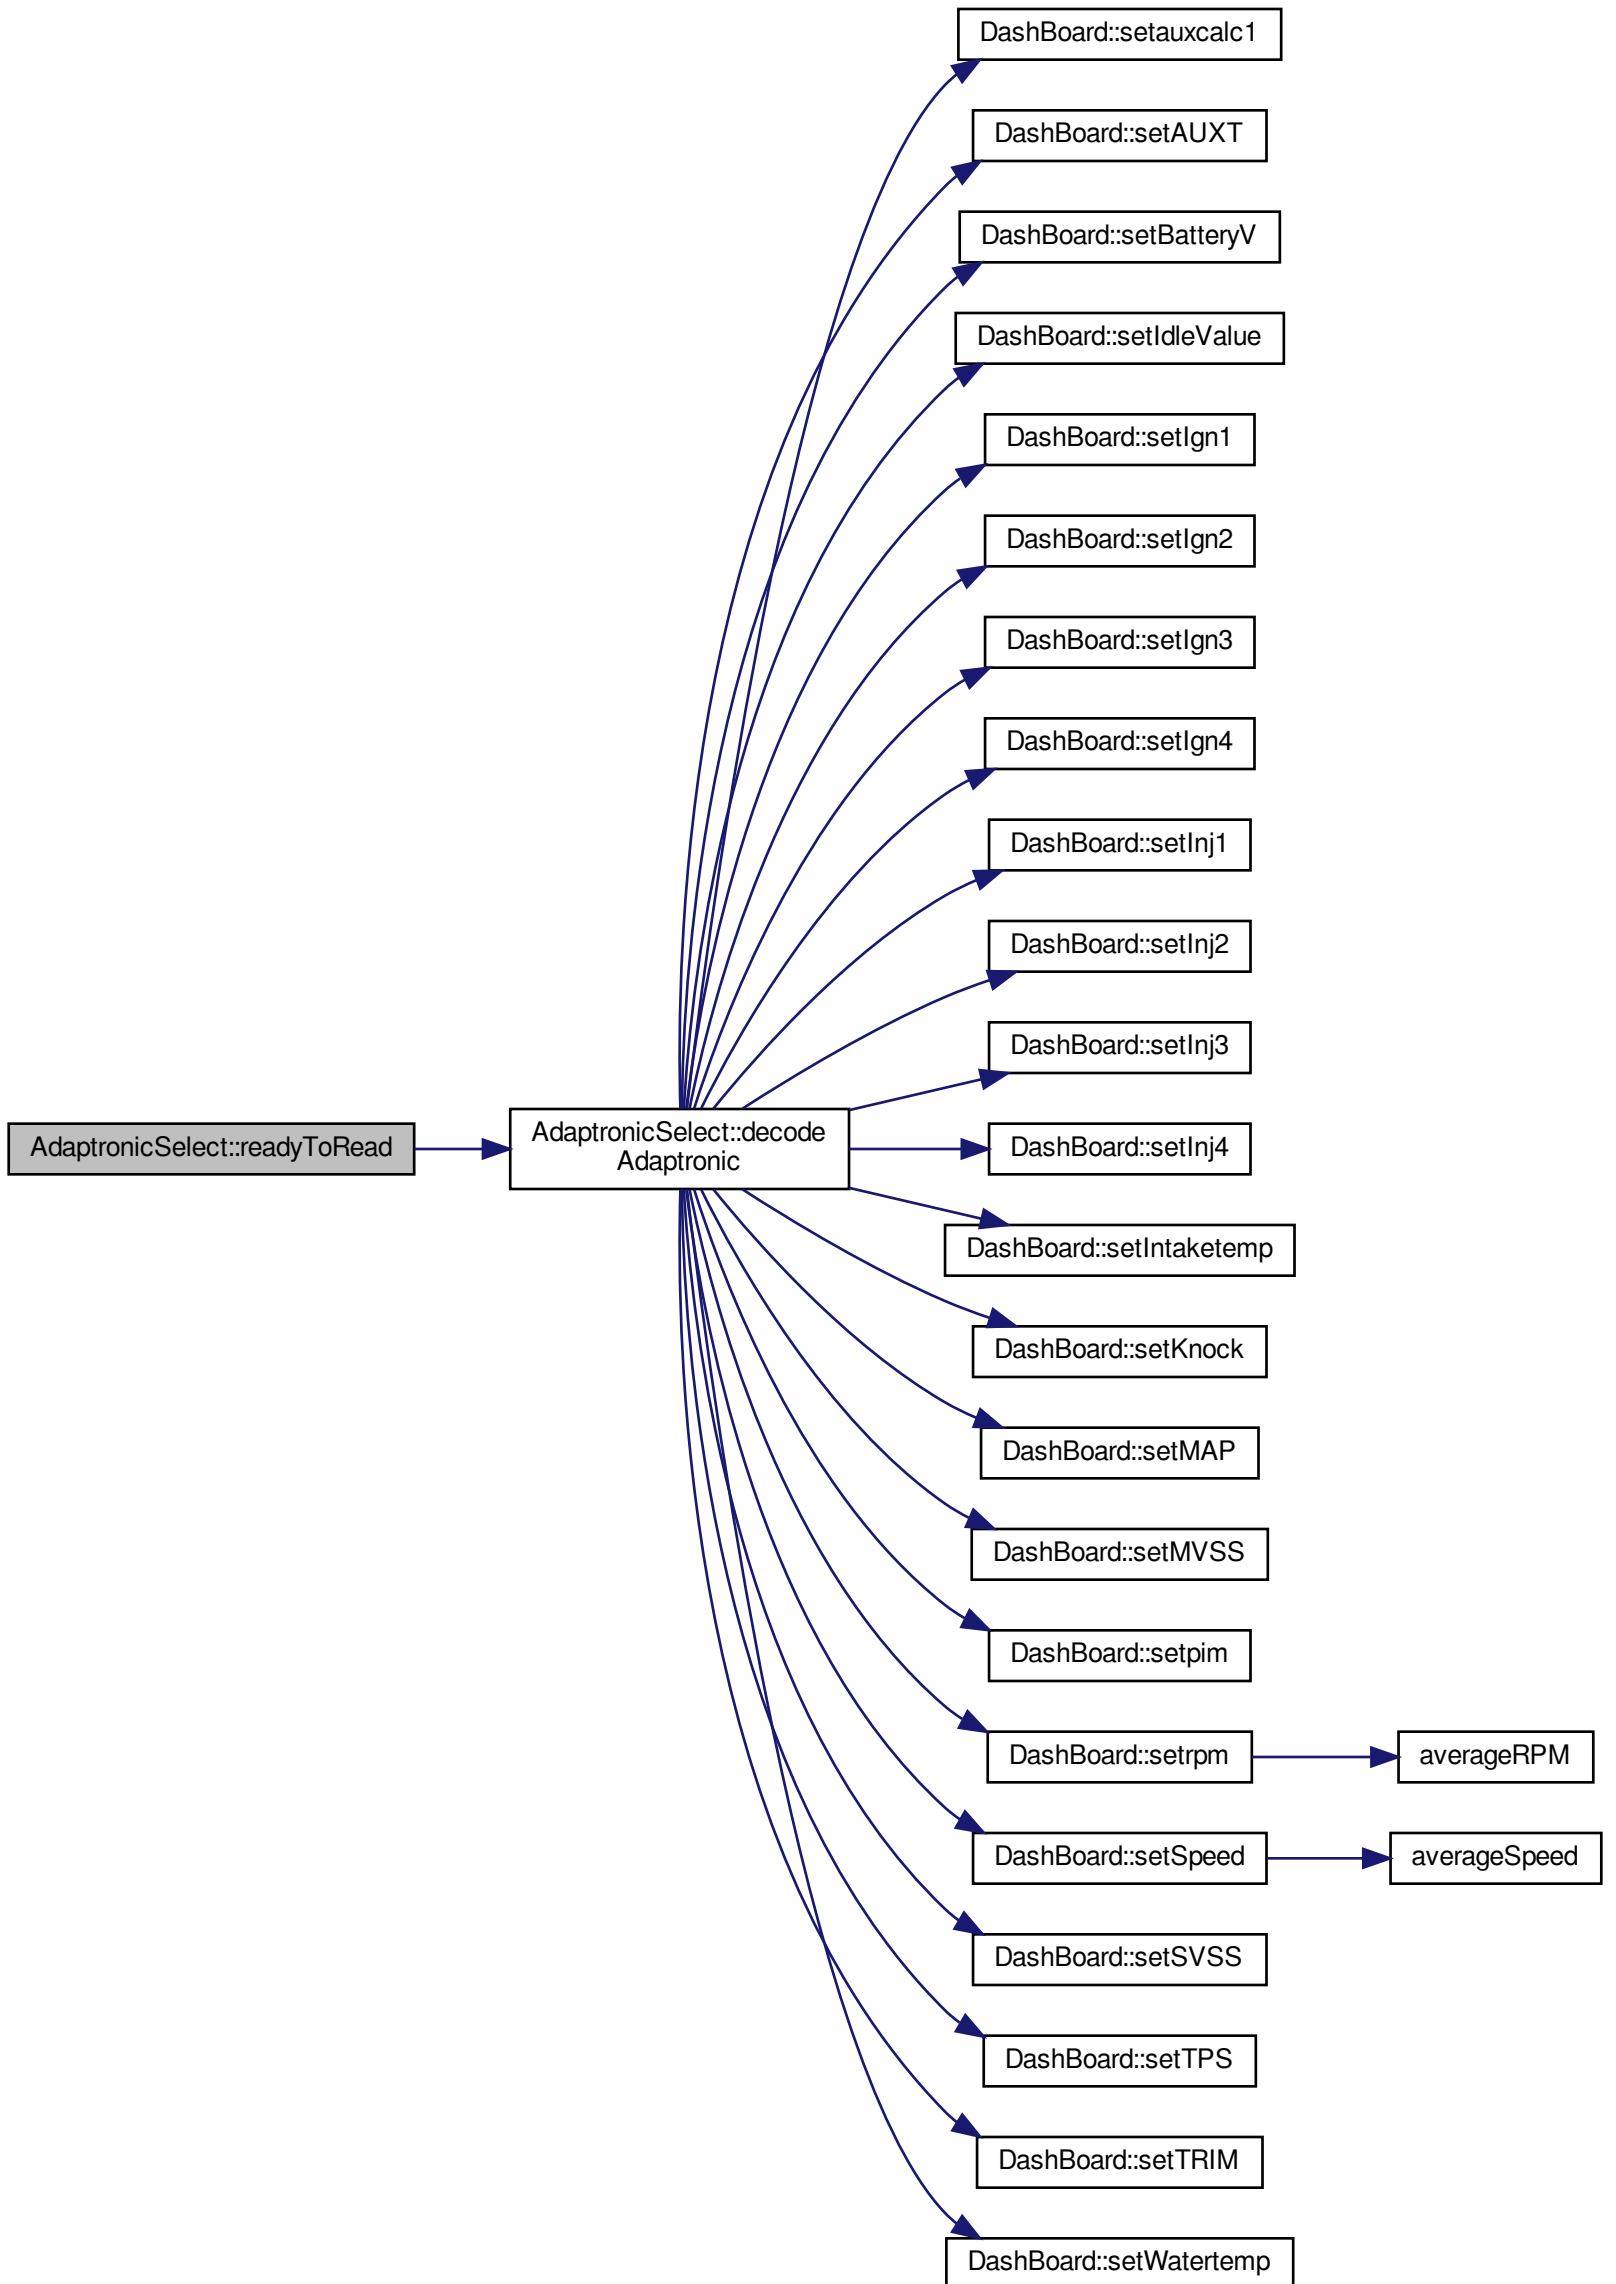 DashBoard::setauxcalc1
DashBoard::setAUXT
DashBoard::setBatteryV
DashBoard::setIdleValue
DashBoard::setIgn1
DashBoard::setIgn2
DashBoard::setIgn3
DashBoard::setIgn4
DashBoard::setInj1
DashBoard::setInj2
DashBoard::setInj3
AdaptronicSelect::readyToRead
AdaptronicSelect::decode
Adaptronic
DashBoard::setInj4
DashBoard::setIntaketemp
DashBoard::setKnock
DashBoard::setMAP
DashBoard::setMVSS
DashBoard::setpim
DashBoard::setrpm
averageRPM
DashBoard::setSpeed
averageSpeed
DashBoard::setSVSS
DashBoard::setTPS
DashBoard::setTRIM
DashBoard::setWatertemp